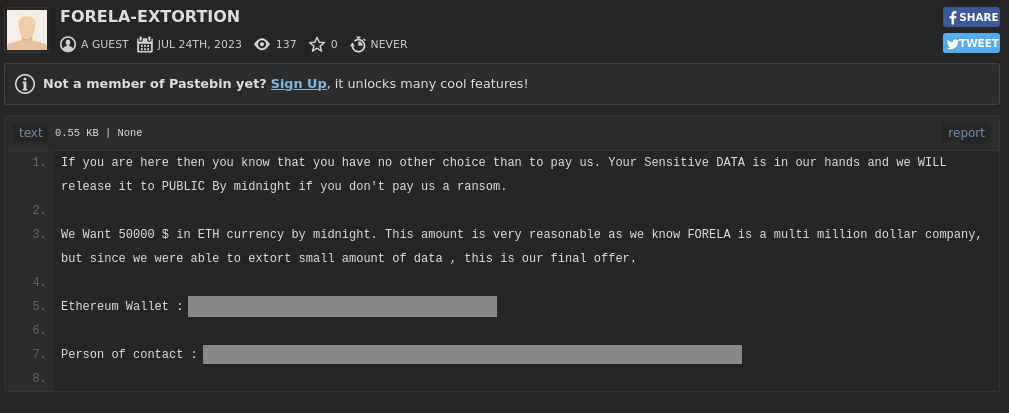 FORELA-EXTORTION
SHARE
A GUEST JUL 24TH, 2023 137 0 NEVER
TWEET
Not a member of Pastebin yet? Sign Up, it unlocks many cool features!
text 0.55 KB | None report
1. If you are here then you know that you have no other choice than to pay us. Your Sensitive DATA is in our hands and we WILL
release it to PUBLIC By midnight if you don't pay us a ransom.
2.
3. We Want 50000 $ in ETH currency by midnight. This amount is very reasonable as we know FORELA is a multi million dollar company,
but since we were able to extort small amount of data , this is our final offer.
4.
5. Ethereum Wallet :
6.
7. Person of contact :
8.